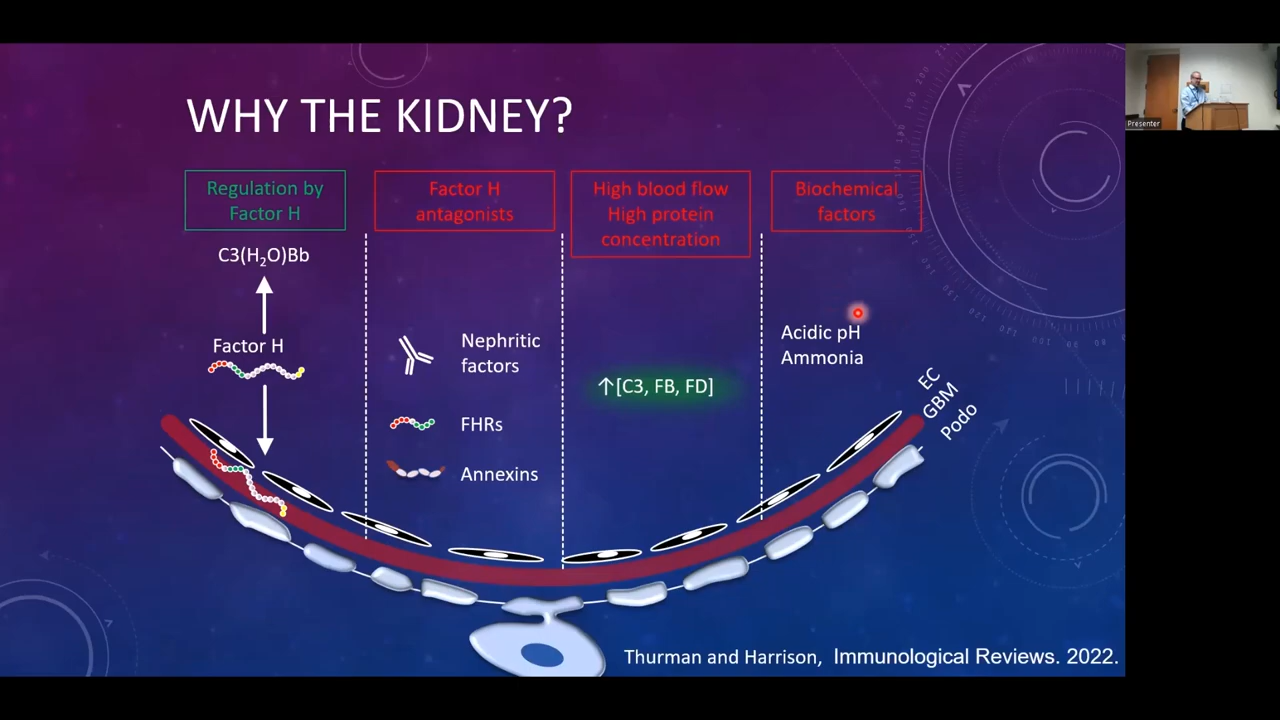 WHY THE KIDNEY?
Presenter
Regulation by
Factor H
Factor H
antagonists
High blood flow
High protein
concentration
Biochemical
factors
C3(H₂O)Bb
Factor H
Nephritic
factors
FHRs
Annexins
↑[C3, FB, FD]
Acidic pH
Ammonia
EC
GBM
Podo
Thurman and Harrison, Immunological Reviews. 2022.